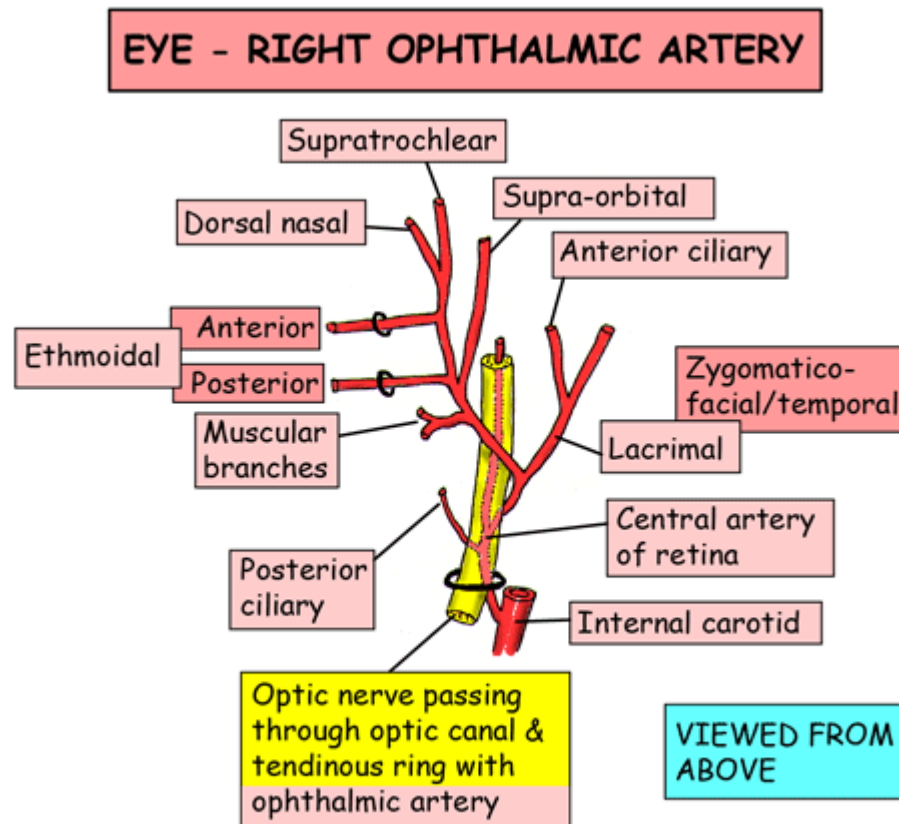 EYE - RIGHT OPHTHALMIC ARTERY
Supratrochlear
Supra-orbital
Dorsal nasal
Anterior ciliary
Anterior
Ethmoidal
Posterior
Zygomatico-
facial/temporal
Muscular
branches
Lacrimal
Central artery
of retina
Posterior
ciliary
Internal carotid
Optic nerve passing
through optic canal &
tendinous ring with
ophthalmic artery
VIEWED FROM
ABOVE